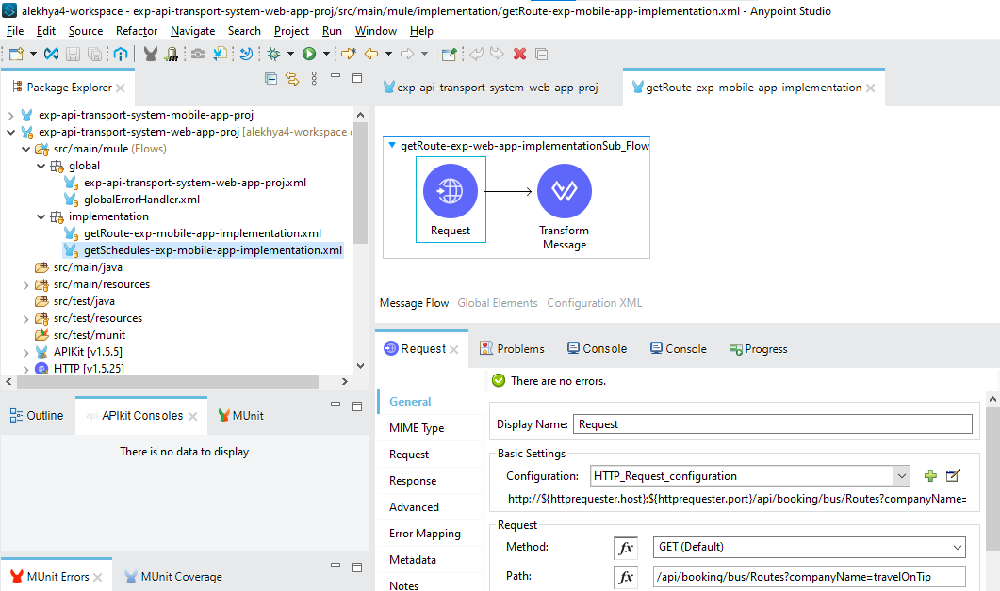 alekhya4-workspace - exp-api-transport-system-web-app-proj/src/main/mule/implementation/getRoute-exp-mobile-app-implementation.xml - Anypoint Studio
File Edit Source Refactor Navigate Search Project Run Window Help
Package Explorer
exp-api-transport-system-web-app-proj
getRoute-exp-mobile-app-implementation
exp-api-transport-system-mobile-app-proj
exp-api-transport-system-web-app-proj [alekhya4-workspace
src/main/mule (Flows)
global
exp-api-transport-system-web-app-proj.xml
globalErrorHandler.xml
implementation
getRoute-exp-mobile-app-implementation.xml
getSchedules-exp-mobile-app-implementation.xml
src/main/java
src/main/resources
src/test/java
src/test/resources
src/test/munit
APIKit [v1.5.5]
HTTP [v1.5.25]
getRoute-exp-web-app-implementationSub_Flow
Request
Transform
Message
Message Flow Global Elements Configuration XML
Outline
api APIkit Consoles
MUnit
There is no data to display
MUnit Errors
MUnit Coverage
Request
Problems
Console
Console
Progress
There are no errors.
General
MIME Type
Request
Response
Advanced
Error Mapping
Metadata
Notes
Display Name: Request
Basic Settings
Configuration: HTTP_Request_configuration
http://${httprequester.host}:${httprequester.port}/api/booking/bus/Routes?companyName=
Request
Method: fx GET (Default)
Path: fx /api/booking/bus/Routes?companyName=travelOnTip